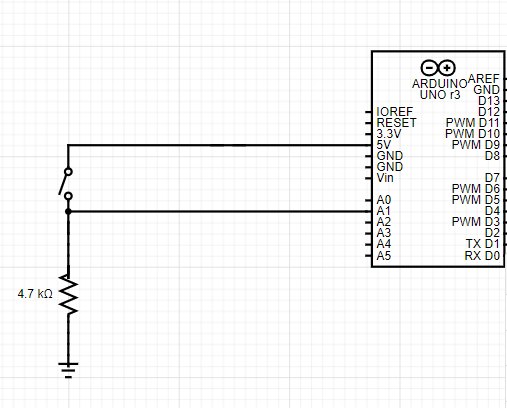 ARDUINO
UNO r3
IOREF
RESET
3.3V
5V
GND
GND
Vin
A0
A1
A2
A3
A4
A5
AREF
GND
D13
D12
PWM D11
PWM D10
PWM D9
D8
D7
PWM D6
PWM D5
D4
PWM D3
D2
TX D1
RX D0
4.7 kΩ